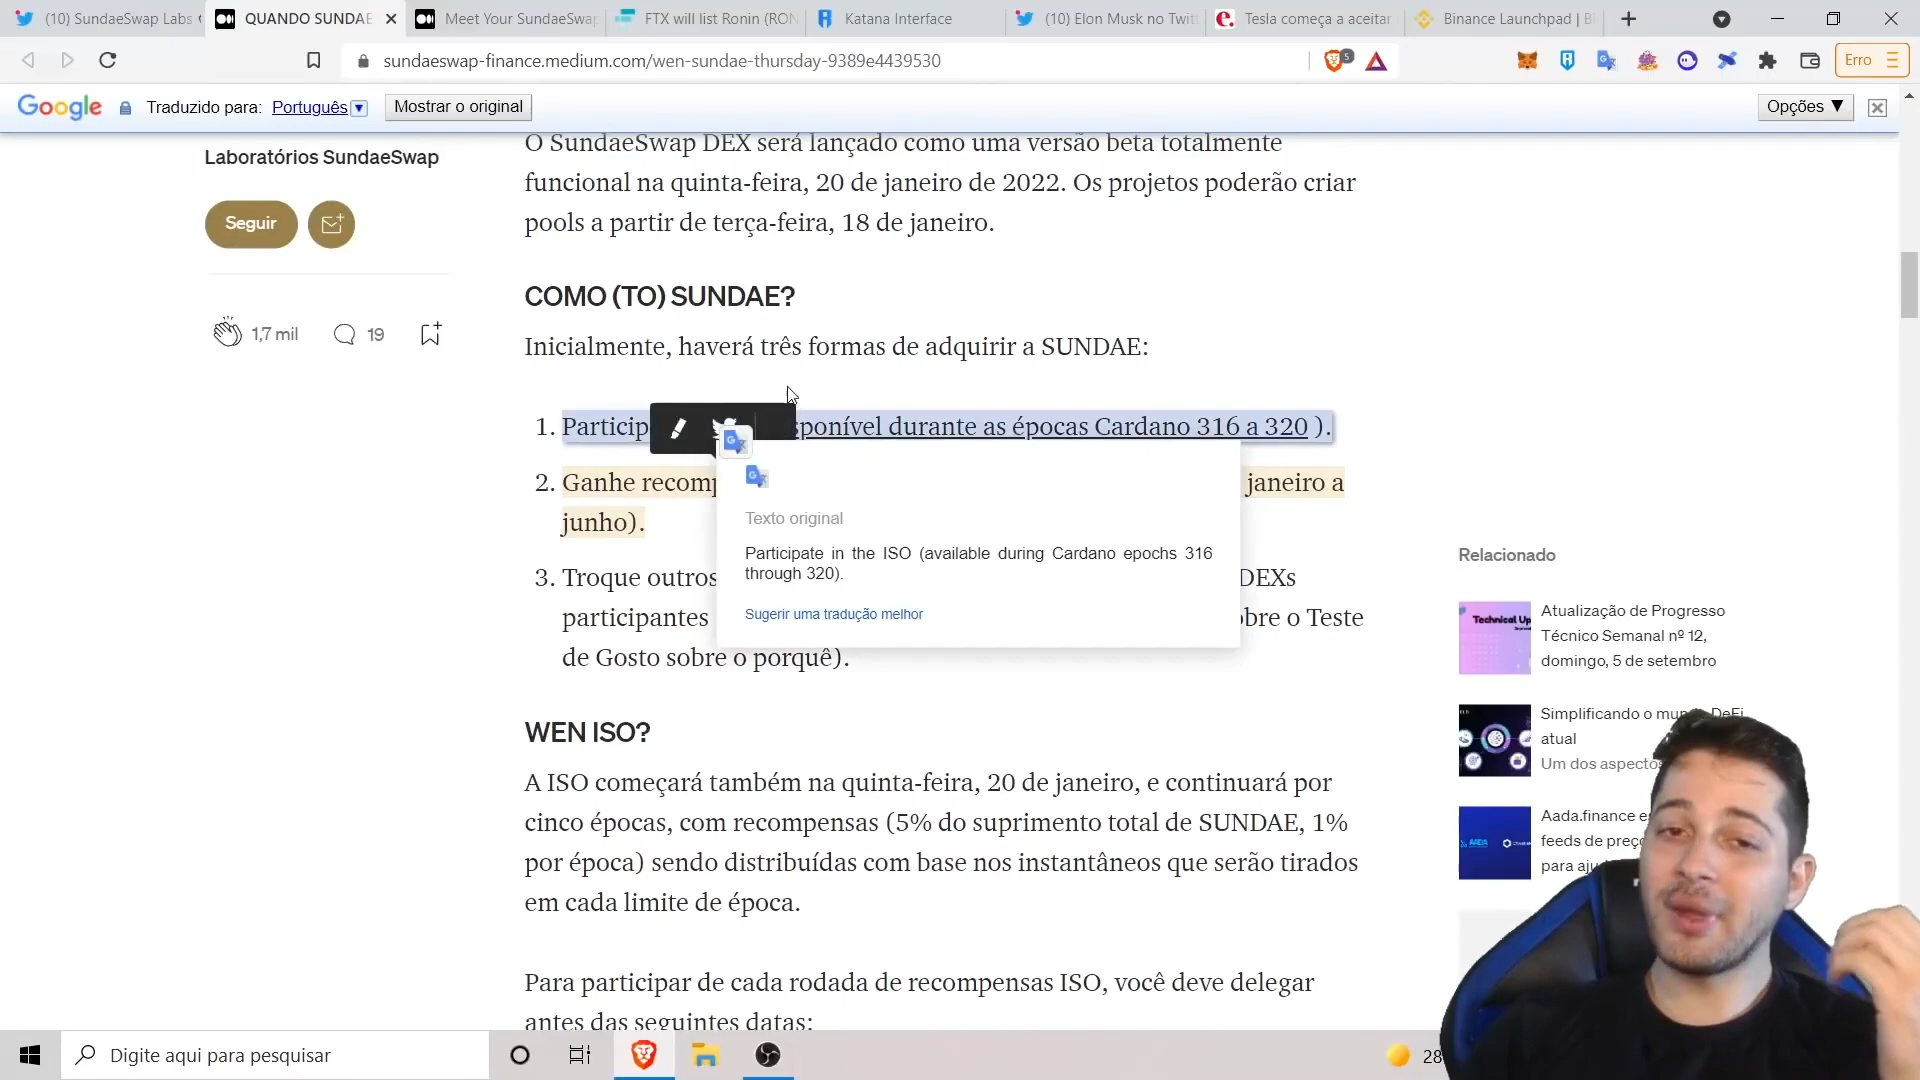 (10) SundaeSwap Labs
QUANDO SUNDAE
Meet Your SundaeSwap
FTX will list Ronin (RON
Katana Interface
(10) Elon Musk no Twit
Tesla começa a aceitar
Binance Launchpad | B
sundaeswap-finance.medium.com/wen-sundae-thursday-9389e4439530
5
Erro
Google
Traduzido para: Português
Mostrar o original
Opções ▼
Laboratórios SundaeSwap
Seguir
1,7 mil
19
O SundaeSwap DEX será lançado como uma versão beta totalmente
funcional na quinta-feira, 20 de janeiro de 2022. Os projetos poderão criar
pools a partir de terça-feira, 18 de janeiro.
COMO (TO) SUNDAE?
Inicialmente, haverá três formas de adquirir a SUNDAE:
1. Particip sponível durante as épocas Cardano 316 a 320 ).
2. Ganhe recomp janeiro a
junho).
3. Troque outros DEXs
participantes obre o Teste
de Gosto sobre o porquê).
Texto original
Participate in the ISO (available during Cardano epochs 316
through 320).
Sugerir uma tradução melhor
WEN ISO?
A ISO começará também na quinta-feira, 20 de janeiro, e continuará por
cinco épocas, com recompensas (5% do suprimento total de SUNDAE, 1%
por época) sendo distribuídas com base nos instantâneos que serão tirados
em cada limite de época.
Para participar de cada rodada de recompensas ISO, você deve delegar
antes das seguintes datas:
Relacionado
Technical Up
Atualização de Progresso
Técnico Semanal nº 12,
domingo, 5 de setembro
Simplificando o mun DeFi
atual
Um dos aspectos
AADA
Aada.finance e
feeds de preço
para aju
Digite aqui para pesquisar
28